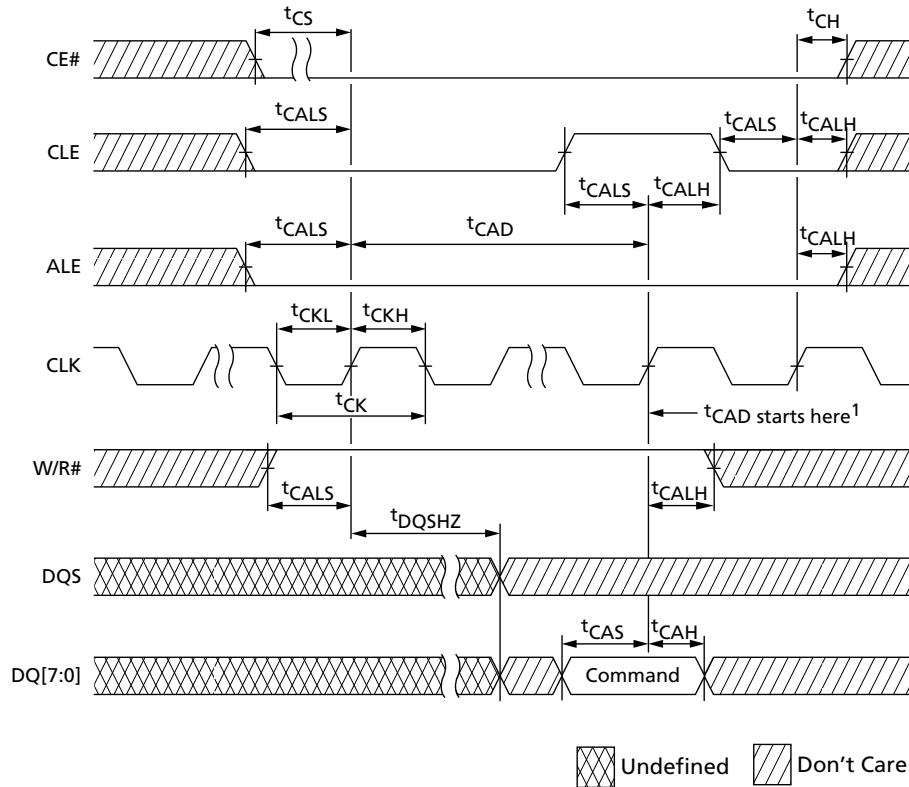 tCS
tCH
CE#
tCALS
tCALS
tCALH
CLE
tCALS
tCALH
tCALS
tCAD
tCALH
ALE
tCKL
tCKH
CLK
tCK
tCAD starts here1
W/R#
tCALS
tCALH
tDQSHZ
DQS
tCAS
tCAH
DQ[7:0]
Command
Undefined
Don't Care